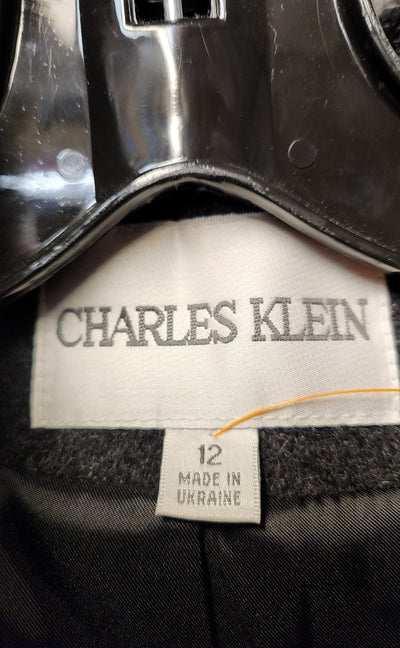 CHARLES KLEIN
12
MADE IN
UKRAINE